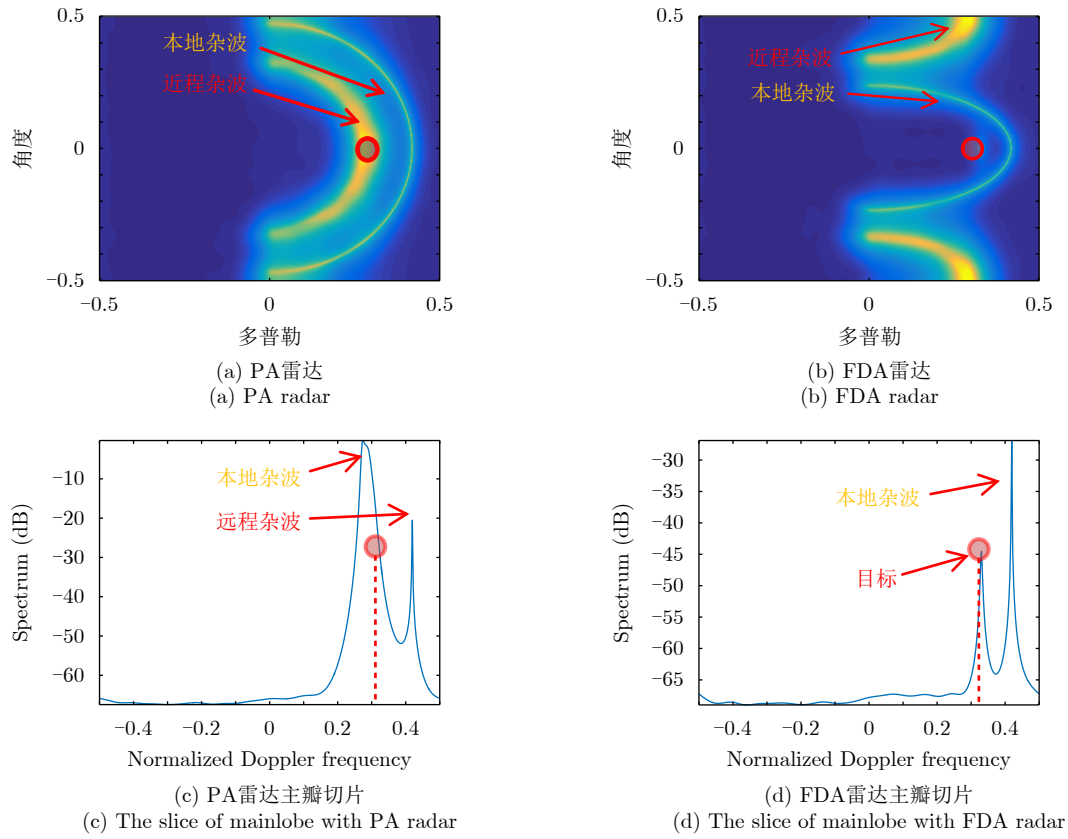 0.5
本地杂波
近程杂波
角度
0
−0.5
−0.5
0
0.5
多普勒
(a) PA雷达
(a) PA radar
0.5
近程杂波
本地杂波
角度
0
−0.5
−0.5
0
0.5
多普勒
(b) FDA雷达
(b) FDA radar
−10
−20
−30
−40
−50
−60
Spectrum (dB)
本地杂波
远程杂波
−0.4
−0.2
0
0.2
0.4
Normalized Doppler frequency
(c) PA雷达主瓣切片
(c) The slice of mainlobe with PA radar
−30
−35
−40
−45
−50
−55
−60
−65
Spectrum (dB)
本地杂波
目标
−0.4
−0.2
0
0.2
0.4
Normalized Doppler frequency
(d) FDA雷达主瓣切片
(d) The slice of mainlobe with FDA radar